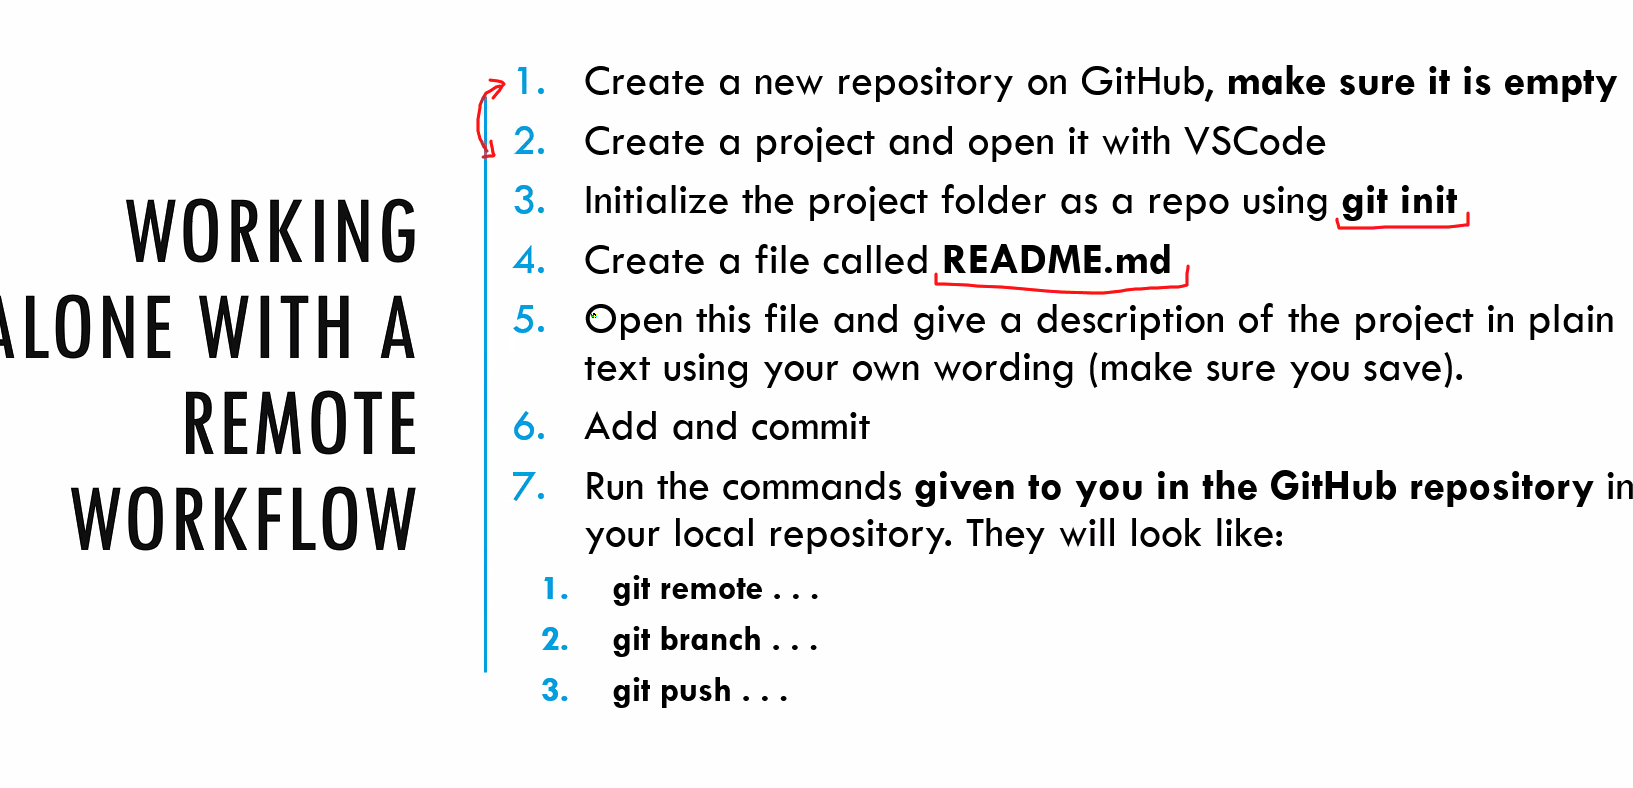 WORKING
ALONE WITH A
REMOTE
WORKFLOW
1. Create a new repository on GitHub, make sure it is empty
2. Create a project and open it with VSCode
3. Initialize the project folder as a repo using git init
4. Create a file called README.md
5. Open this file and give a description of the project in plain
text using your own wording (make sure you save).
6. Add and commit
7. Run the commands given to you in the GitHub repository in
your local repository. They will look like:
1. git remote . . .
2. git branch . . .
3. git push . . .